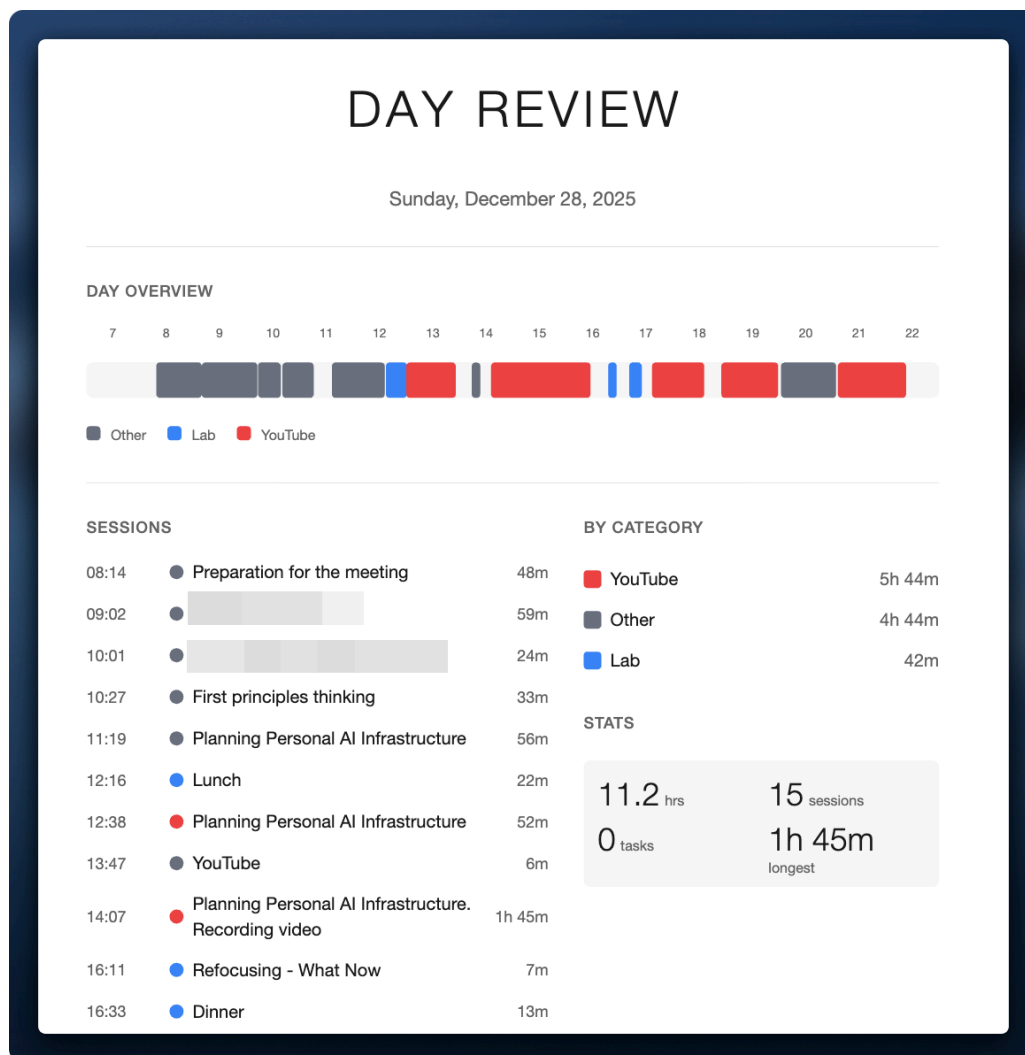 DAY REVIEW
Sunday, December 28, 2025
DAY OVERVIEW
7 8 9 10 11 12 13 14 15 16 17 18 19 20 21 22
Other Lab YouTube
SESSIONS
08:14 Preparation for the meeting 48m
09:02 59m
10:01 24m
10:27 First principles thinking 33m
11:19 Planning Personal AI Infrastructure 56m
12:16 Lunch 22m
12:38 Planning Personal AI Infrastructure 52m
13:47 YouTube 6m
14:07 Planning Personal AI Infrastructure. 1h 45m
Recording video
16:11 Refocusing - What Now 7m
16:33 Dinner 13m
BY CATEGORY
YouTube 5h 44m
Other 4h 44m
Lab 42m
STATS
11.2 hrs 15 sessions
0 tasks 1h 45m
longest